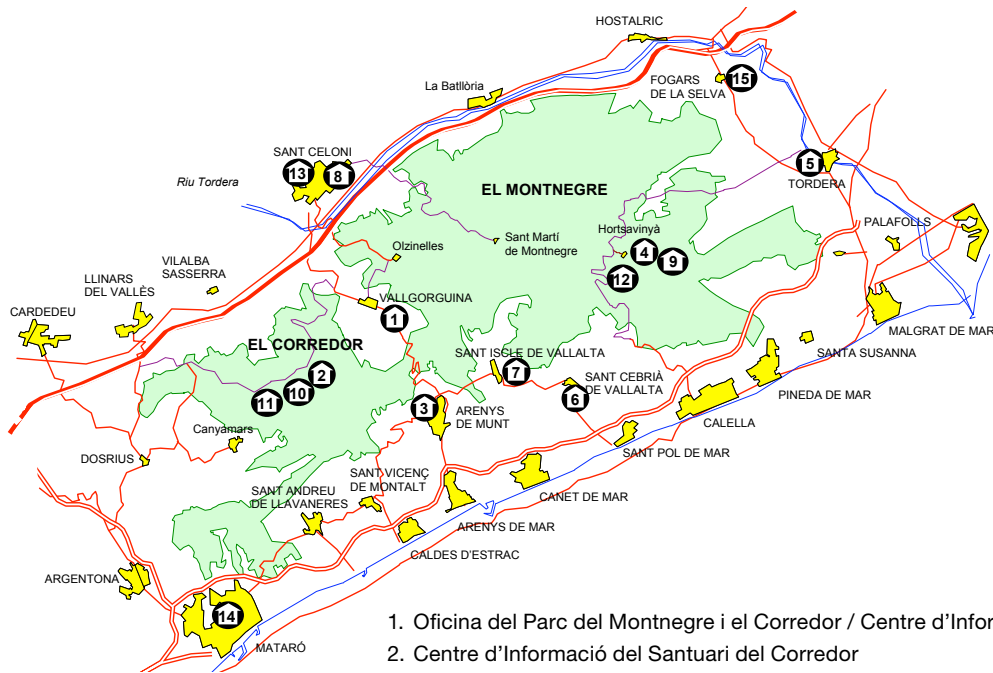 HOSTALRIC
La Batllòria
FOGARS
DE LA SELVA
15
SANT CELONI
13
8
5
TORDERA
Riu Tordera
EL MONTNEGRE
Sant Martí
de Montnegre
Hortsavinyà
4
9
12
PALAFOLLS
Olzinelles
VILALBA
SASSERRA
LLINARS
DEL VALLÈS
CARDEDEU
VALLGORGUINA
1
MALGRAT DE MAR
EL CORREDOR
SANT ISCLE DE VALLALTA
7
SANTA SUSANNA
2
10
11
SANT CEBRIÀ
DE VALLALTA
6
PINEDA DE MAR
3
ARENYS
DE MUNT
CALELLA
Canyamars
DOSRIUS
SANT POL DE MAR
SANT VICENÇ
DE MONTALT
SANT ANDREU
DE LLAVANERES
CANET DE MAR
ARENYS DE MAR
CALDES D'ESTRAC
ARGENTONA
14
MATARÓ
1. Oficina del Parc del Montnegre i el Corredor / Centre d’Infor
2. Centre d’Informació del Santuari del Corredor